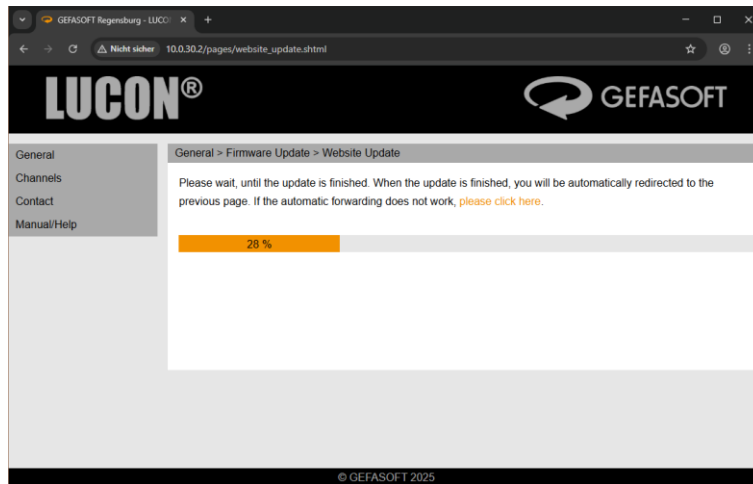 GEFASOFT Regensburg - LUCO
Nicht sicher 10.0.30.2/pages/website_update.shtml
LUCON® GEFASOFT
General
Channels
Contact
Manual/Help
General > Firmware Update > Website Update
Please wait, until the update is finished. When the update is finished, you will be automatically redirected to the
previous page. If the automatic forwarding does not work, please click here.
28 %
© GEFASOFT 2025